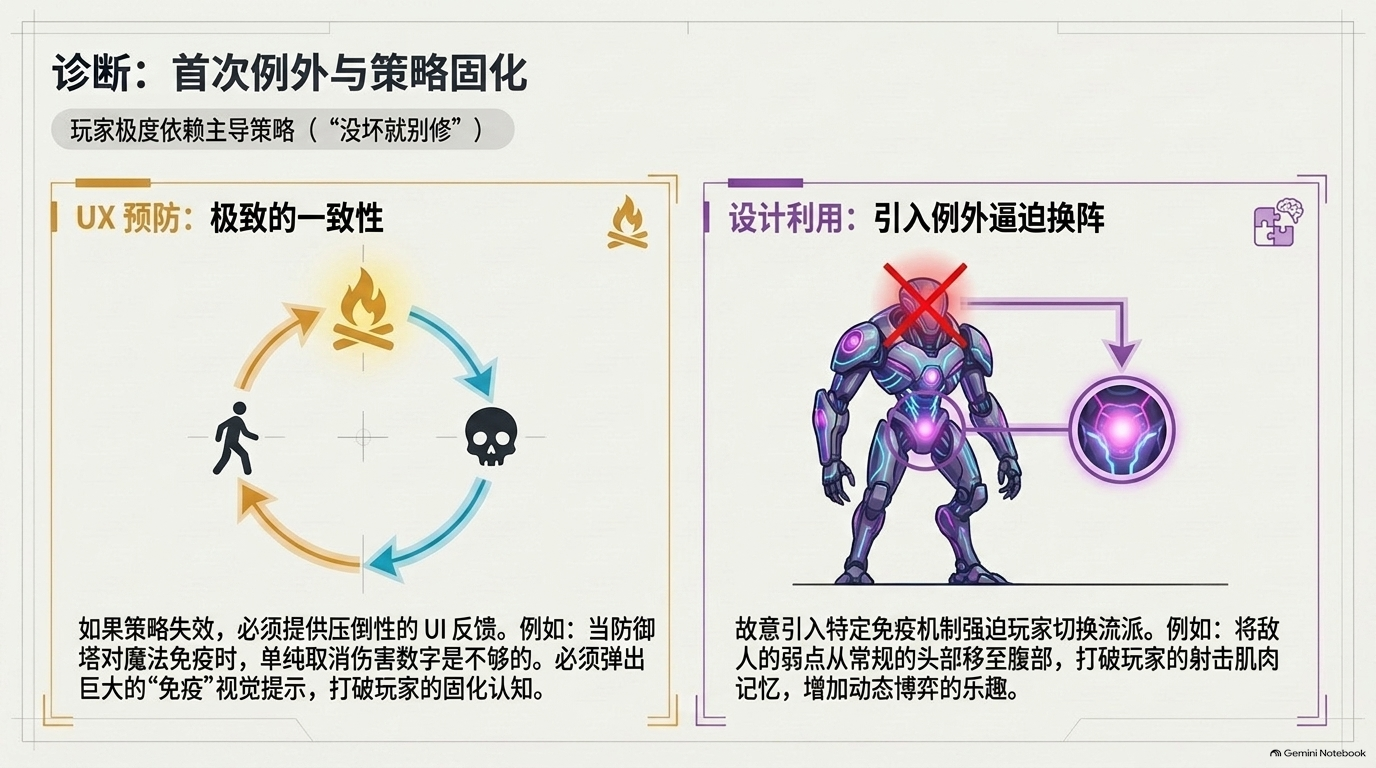 诊断：首次例外与策略固化
玩家极度依赖主导策略（“没坏就别修”）
UX 预防：极致的一致性
如果策略失效，必须提供压倒性的 UI 反馈。例如：当防御
塔对魔法免疫时，单纯取消伤害数字是不够的。必须弹出
巨大的“免疫”视觉提示，打破玩家的固化认知。
设计利用：引入例外逼迫换阵
故意引入特定免疫机制强迫玩家切换流派。例如：将敌
人的弱点从常规的头部移至腹部，打破玩家的射击肌肉
记忆，增加动态博弈的乐趣。
Gemini Notebook